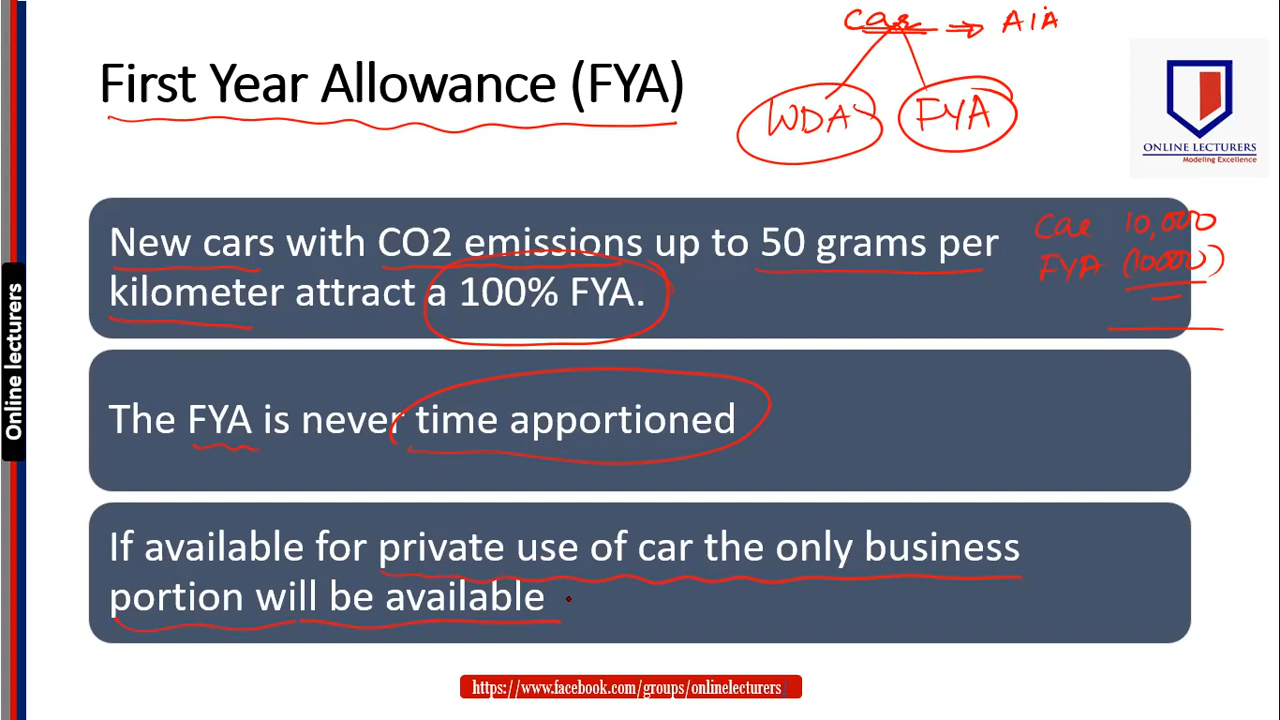 Car ⇒ AIA
WDA FYA
First Year Allowance (FYA)
ONLINE LECTURERS
Modeling Excellence
New cars with CO2 emissions up to 50 grams per
kilometer attract a 100% FYA.
Car 10,000
FYA (10000)
The FYA is never time apportioned
If available for private use of car the only business
portion will be available
Online lecturers
https://www.facebook.com/groups/onlinelecturers/